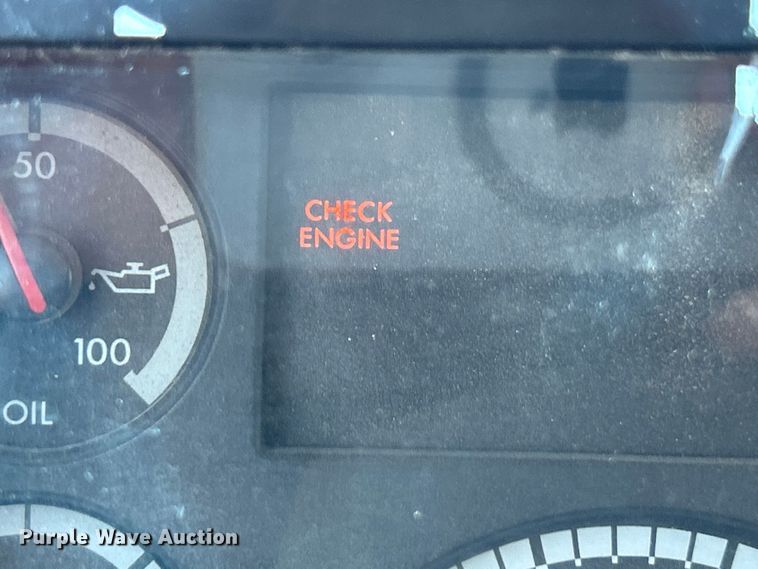 50
CHECK
ENGINE
100
OIL
Purple Wave Auction